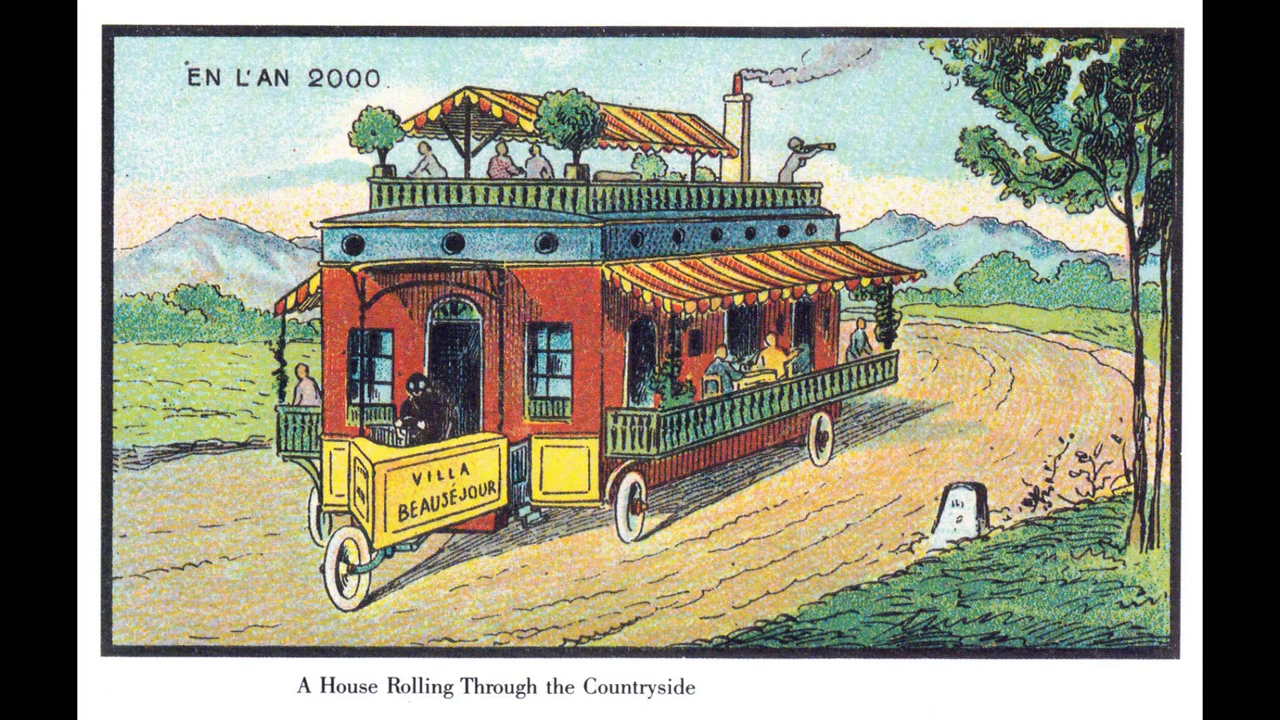 EN L'AN 2000
VILLA
BEAUSÉJOUR
A House Rolling Through the Countryside